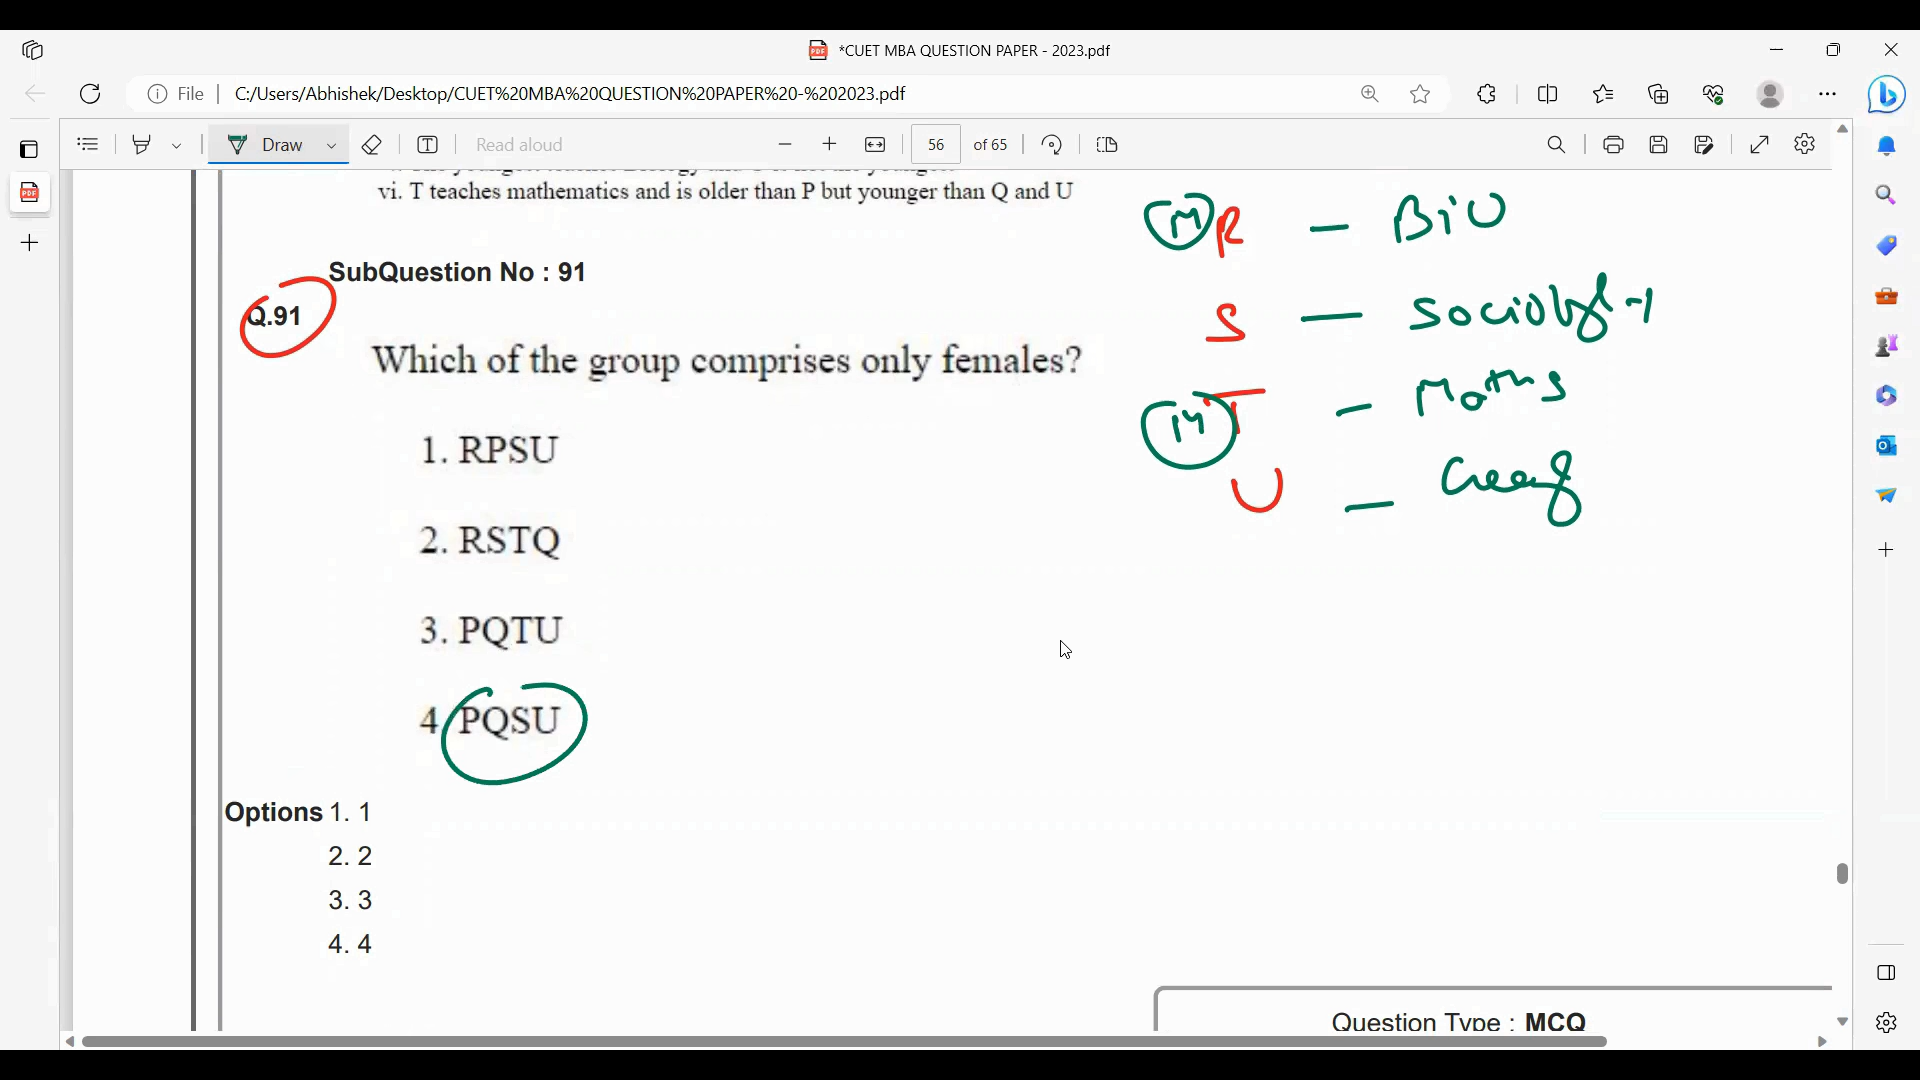 *CUET MBA QUESTION PAPER - 2023.pdf
File
C:/Users/Abhishek/Desktop/CUET%20MBA%20QUESTION%20PAPER%20-%202023.pdf
Draw
Read aloud
56
of 65
vi. T teaches mathematics and is older than P but younger than Q and U
M R — Bio
SubQuestion No : 91
Q.91
S — Sociology -1
Which of the group comprises only females?
M T — Maths
1. RPSU
U — Geog
2. RSTQ
3. PQTU
4. PQSU
Options 1. 1
2. 2
3. 3
4. 4
Question Type : MCQ